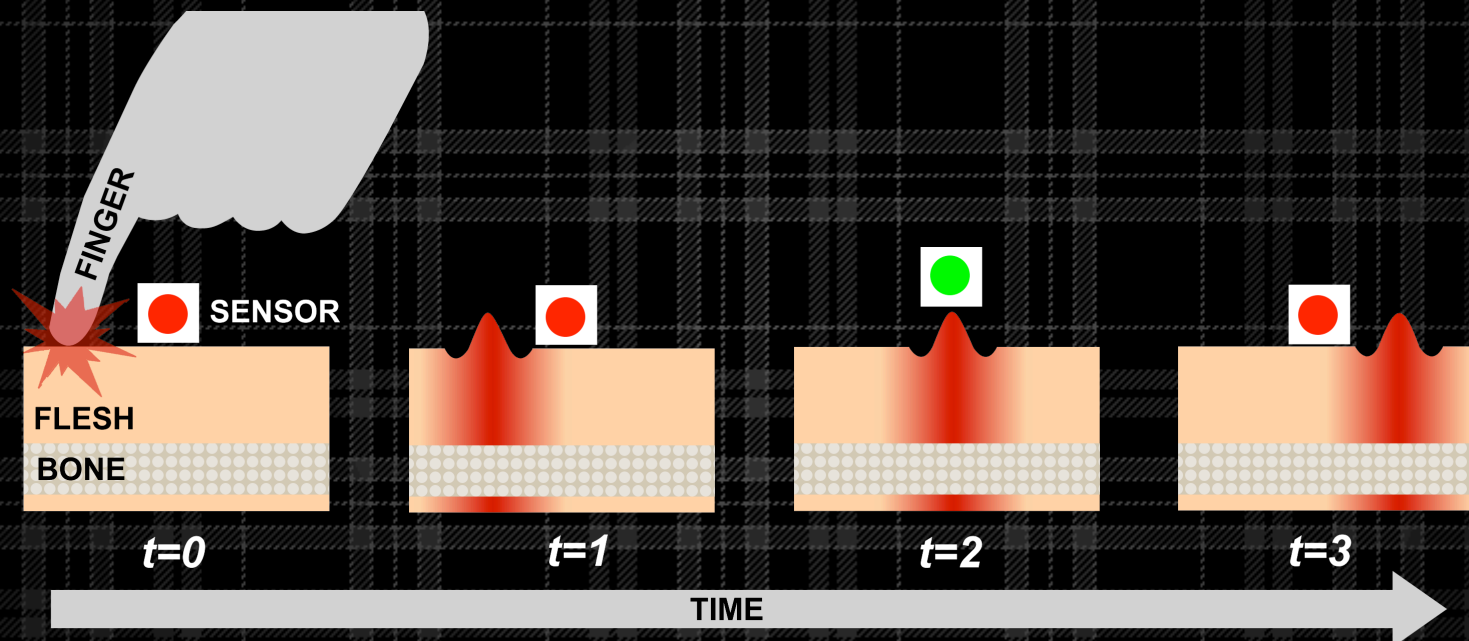 FINGER
SENSOR
FLESH
BONE
t=0
t=1
t=2
t=3
TIME